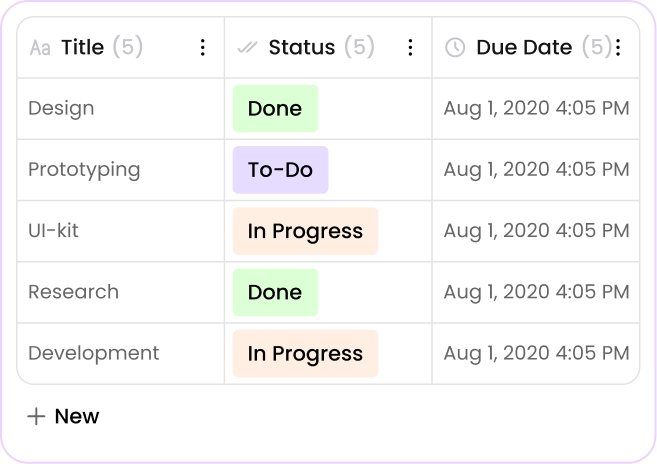 Aa Title (5) Status (5) Due Date (5)
Design Done Aug 1, 2020 4:05 PM
Prototyping To-Do Aug 1, 2020 4:05 PM
UI-kit In Progress Aug 1, 2020 4:05 PM
Research Done Aug 1, 2020 4:05 PM
Development In Progress Aug 1, 2020 4:05 PM
+ New